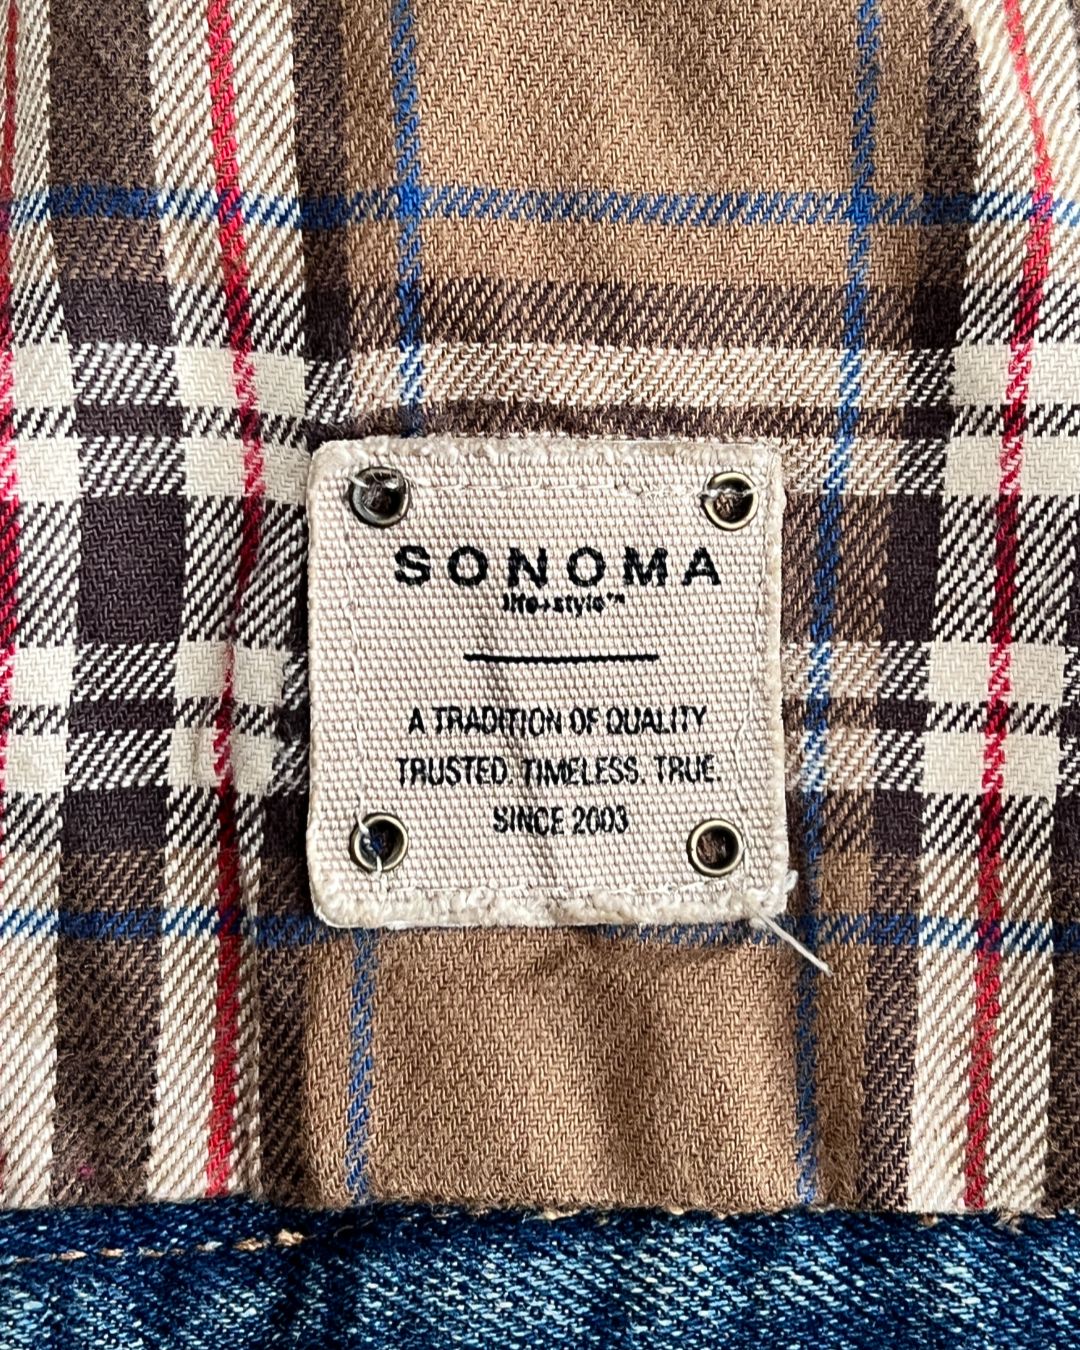 SONOMA
life+style™
A TRADITION OF QUALITY
TRUSTED. TIMELESS. TRUE.
SINCE 2003